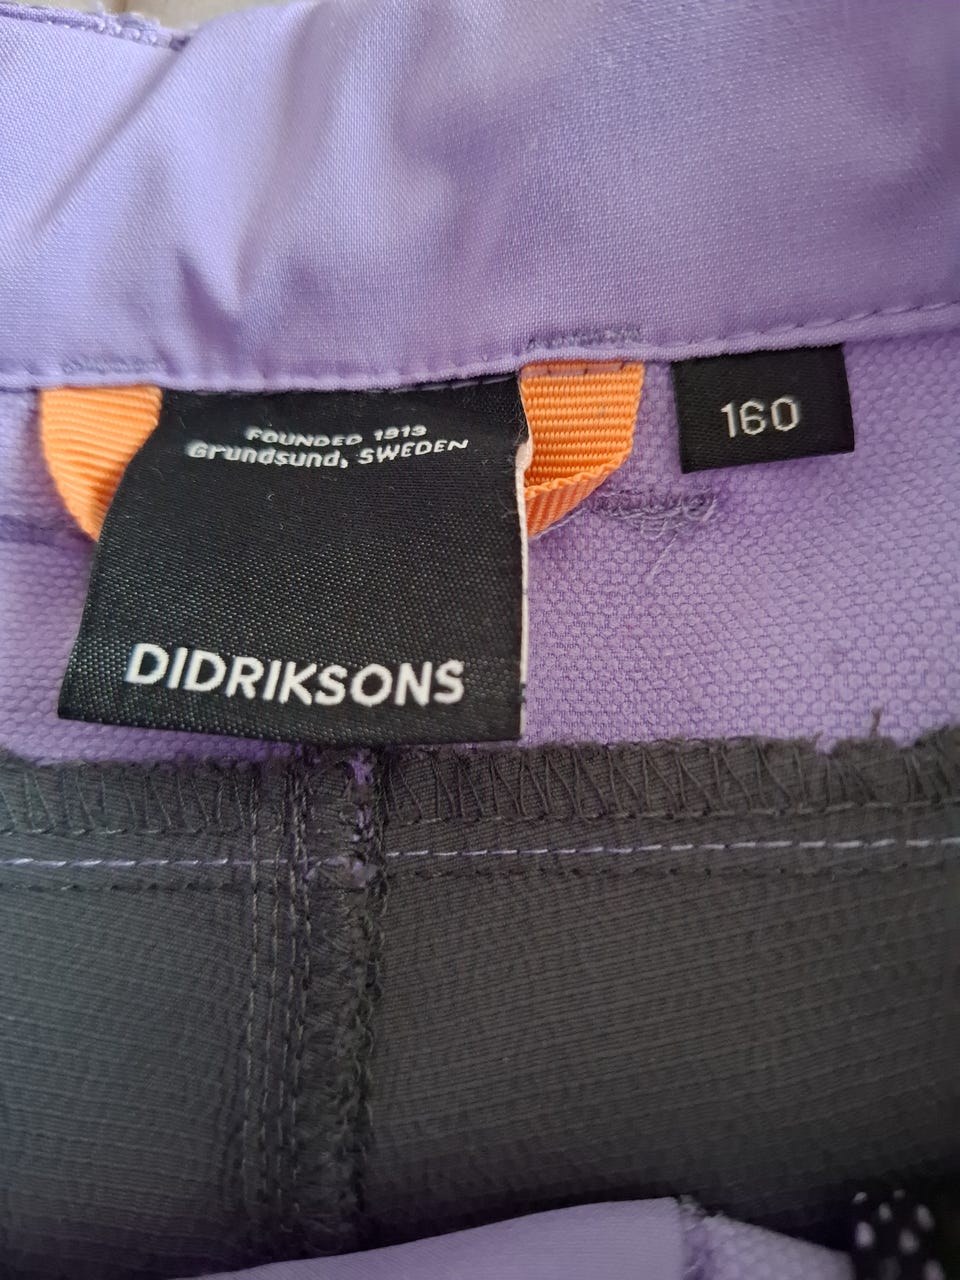 FOUNDED 1913
Grundsund, SWEDEN
160
DIDRIKSONS